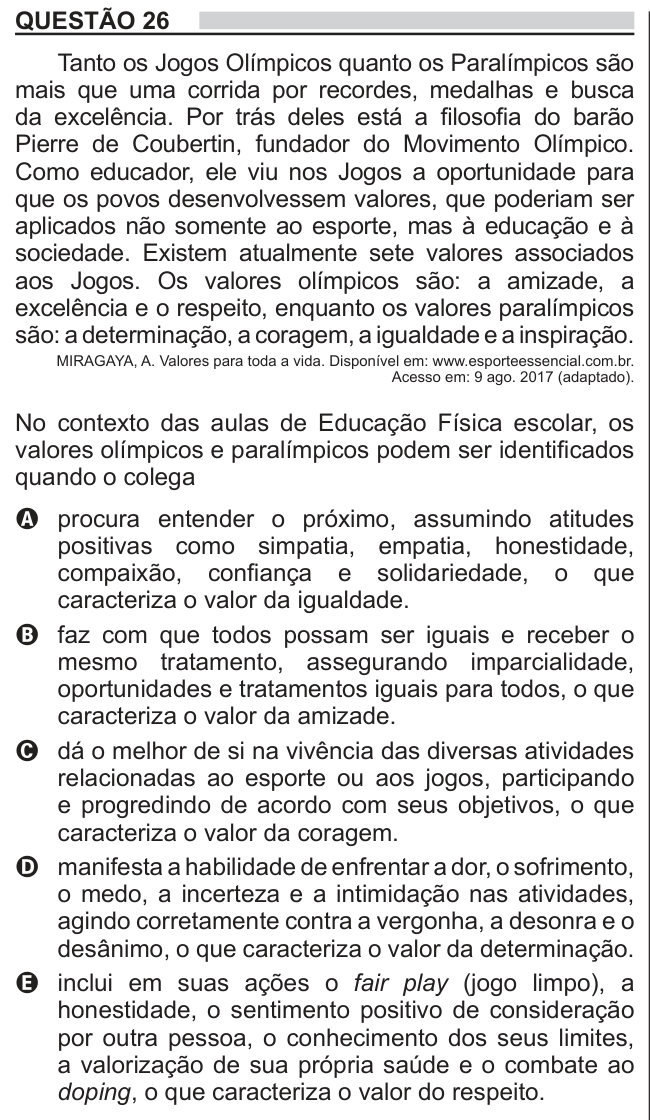 QUESTÃO 26
Tanto os Jogos Olímpicos quanto os Paralímpicos são
mais que uma corrida por recordes, medalhas e busca
da excelência. Por trás deles está a filosofia do barão
Pierre de Coubertin, fundador do Movimento Olímpico.
Como educador, ele viu nos Jogos a oportunidade para
que os povos desenvolvessem valores, que poderiam ser
aplicados não somente ao esporte, mas à educação e à
sociedade. Existem atualmente sete valores associados
aos Jogos. Os valores olímpicos são: a amizade, a
excelência e o respeito, enquanto os valores paralímpicos
são: a determinação, a coragem, a igualdade e a inspiração.
MIRAGAYA, A. Valores para toda a vida. Disponível em: www.esporteessencial.com.br.
Acesso em: 9 ago. 2017 (adaptado).
No contexto das aulas de Educação Física escolar, os
valores olímpicos e paralímpicos podem ser identificados
quando o colega
A procura entender o próximo, assumindo atitudes
positivas como simpatia, empatia, honestidade,
compaixão, confiança e solidariedade, o que
caracteriza o valor da igualdade.
B faz com que todos possam ser iguais e receber o
mesmo tratamento, assegurando imparcialidade,
oportunidades e tratamentos iguais para todos, o que
caracteriza o valor da amizade.
C dá o melhor de si na vivência das diversas atividades
relacionadas ao esporte ou aos jogos, participando
e progredindo de acordo com seus objetivos, o que
caracteriza o valor da coragem.
D manifesta a habilidade de enfrentar a dor, o sofrimento,
o medo, a incerteza e a intimidação nas atividades,
agindo corretamente contra a vergonha, a desonra e o
desânimo, o que caracteriza o valor da determinação.
E inclui em suas ações o fair play (jogo limpo), a
honestidade, o sentimento positivo de consideração
por outra pessoa, o conhecimento dos seus limites,
a valorização de sua própria saúde e o combate ao
doping, o que caracteriza o valor do respeito.